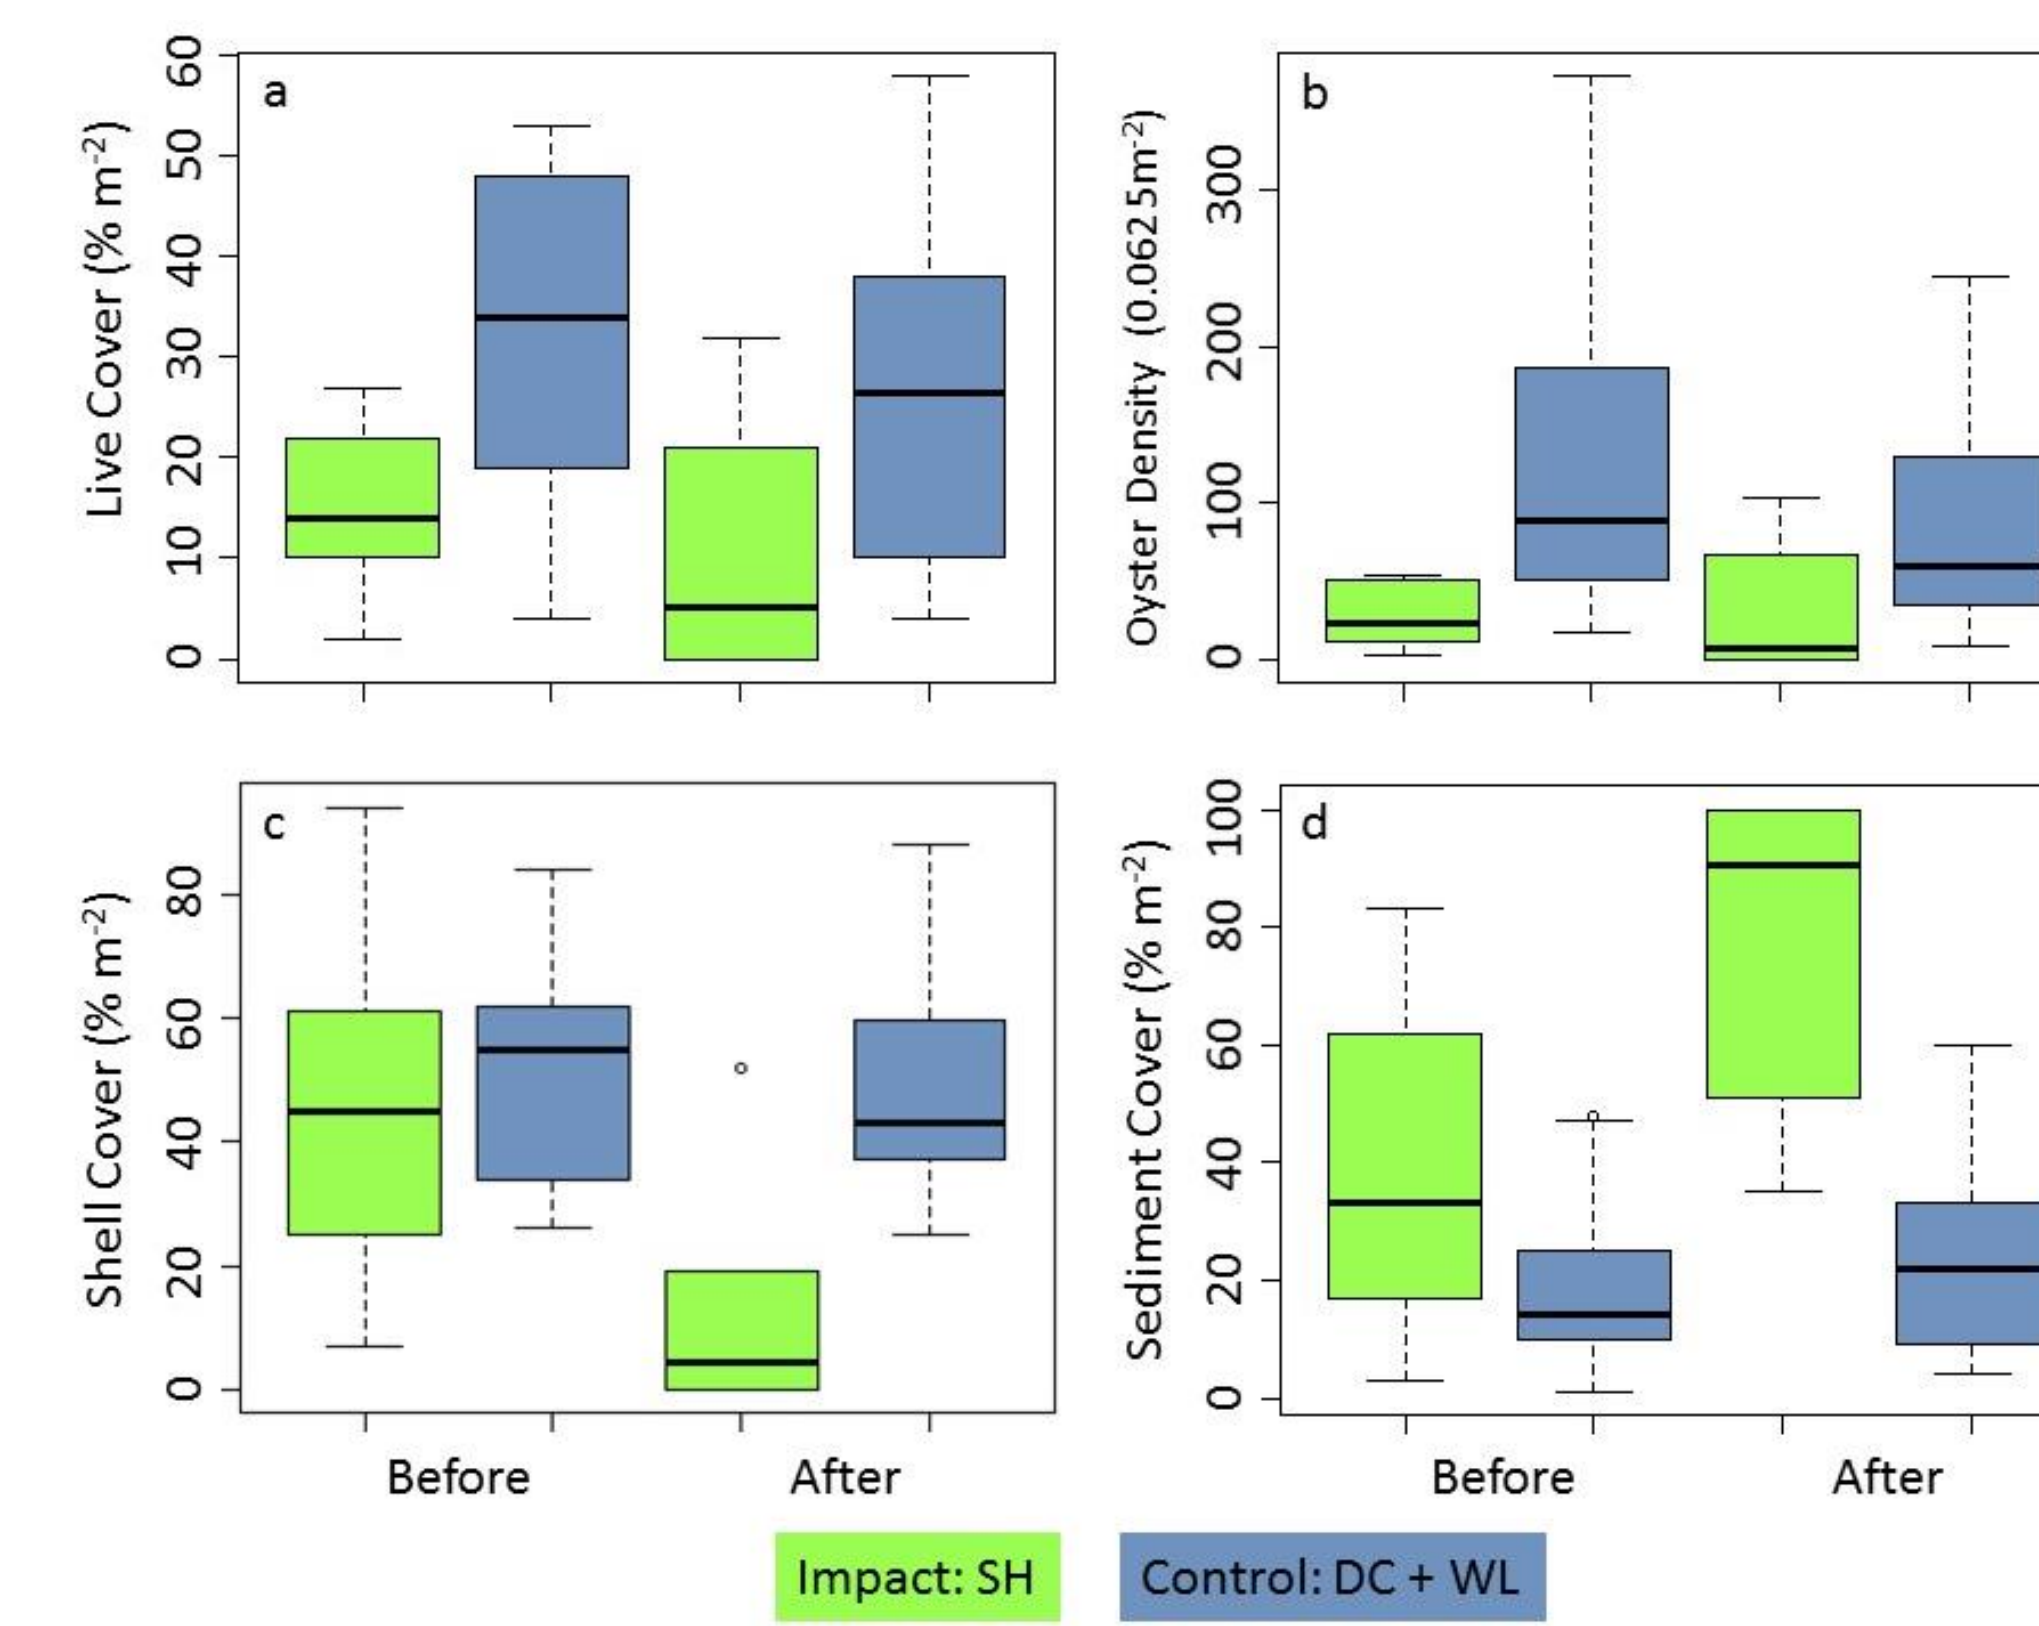 a
Live Cover (% m⁻²)
60
50
40
30
20
10
0
b
Oyster Density (0.0625m⁻²)
300
200
100
0
c
Shell Cover (% m⁻²)
80
60
40
20
0
d
Sediment Cover (% m⁻²)
100
80
60
40
20
0
Before After
Before After
Impact: SH
Control: DC + WL